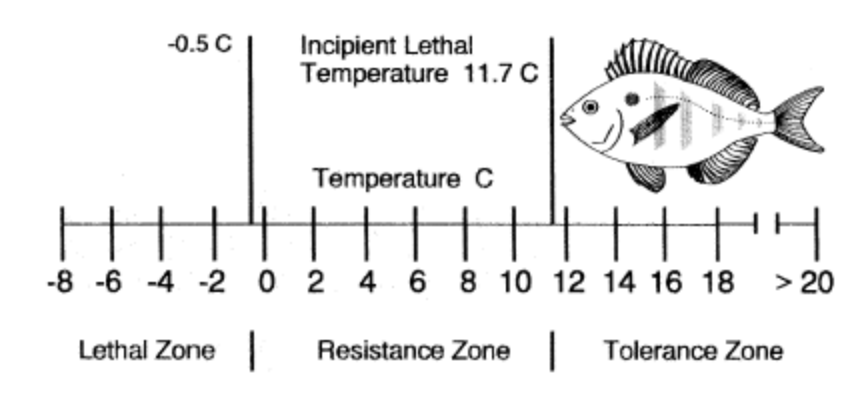 -0.5 C
Incipient Lethal
Temperature 11.7 C
Temperature C
-8 -6 -4 -2 0 2 4 6 8 10 12 14 16 18 > 20
Lethal Zone | Resistance Zone | Tolerance Zone